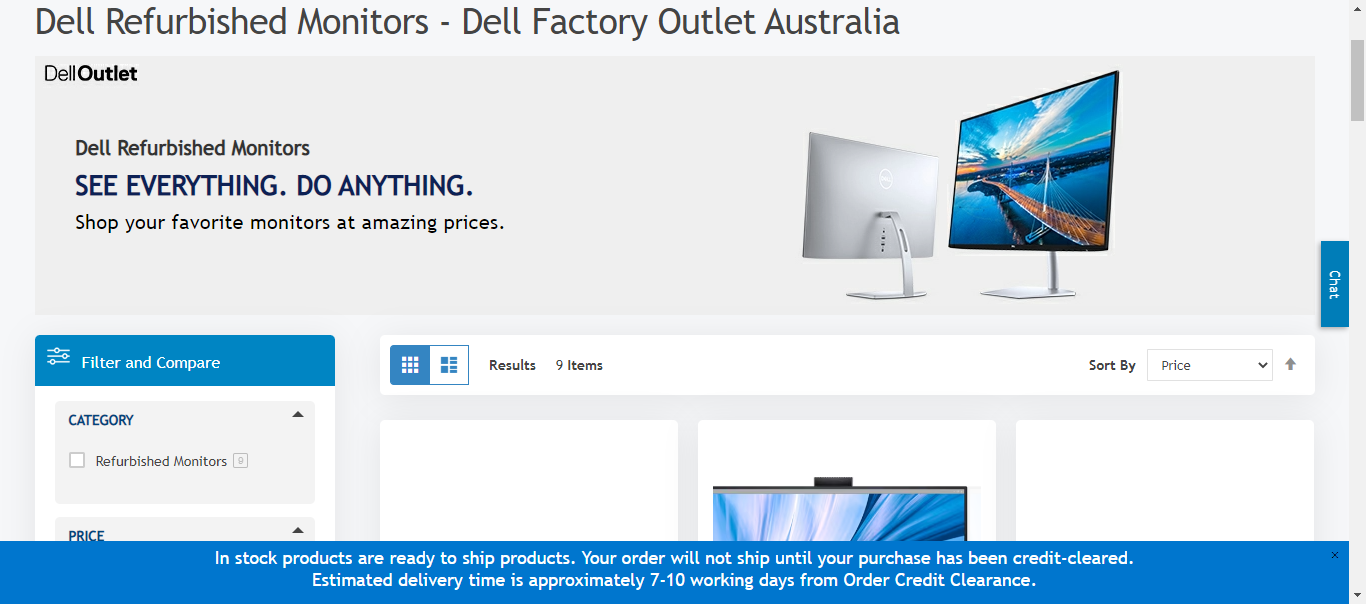 Dell Refurbished Monitors - Dell Factory Outlet Australia
DellOutlet
Dell Refurbished Monitors
SEE EVERYTHING. DO ANYTHING.
Shop your favorite monitors at amazing prices.
Chat
Filter and Compare
Results 9 Items
Sort By Price
CATEGORY
Refurbished Monitors 9
PRICE
In stock products are ready to ship products. Your order will not ship until your purchase has been credit-cleared.
Estimated delivery time is approximately 7-10 working days from Order Credit Clearance.